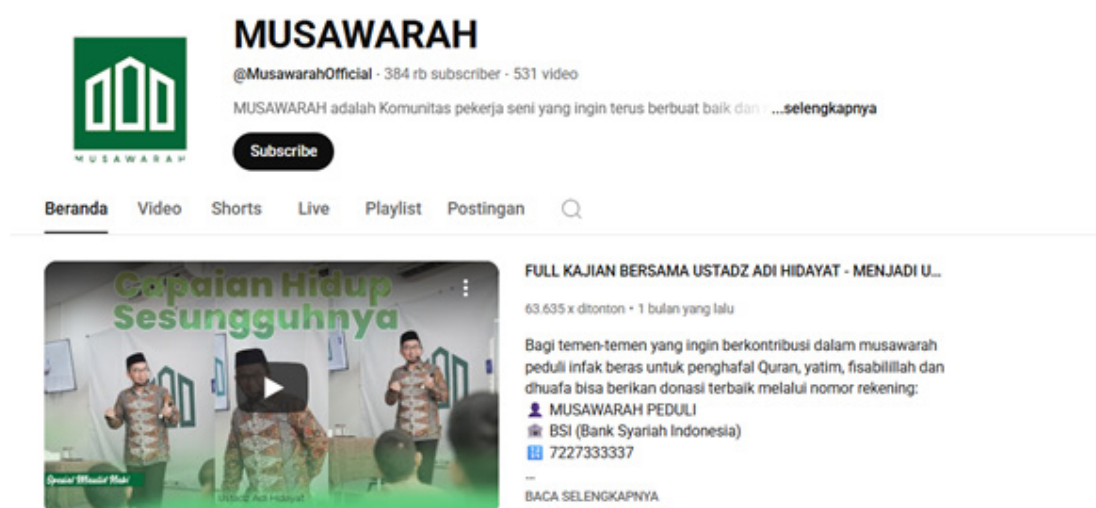 MUSAWARAH
@MusawarahOfficial · 384 rb subscriber · 531 video
MUSAWARAH adalah Komunitas pekerja seni yang ingin terus berbuat baik dan ...selengkapnya
MUSAWARAH
Subscribe
Beranda Video Shorts Live Playlist Postingan
Capaian Hidup
Sesungguhnya
Spesial Maulid Nabi
Ustadz Adi Hidayat
FULL KAJIAN BERSAMA USTADZ ADI HIDAYAT - MENJADI U...
63.635 x ditonton • 1 bulan yang lalu
Bagi temen-temen yang ingin berkontribusi dalam musawarah
peduli infak beras untuk penghafal Quran, yatim, fisabilillah dan
dhuafa bisa berikan donasi terbaik melalui nomor rekening:
👤 MUSAWARAH PEDULI
🏦 BSI (Bank Syariah Indonesia)
🔢 7227333337
...
BACA SELENGKAPNYA